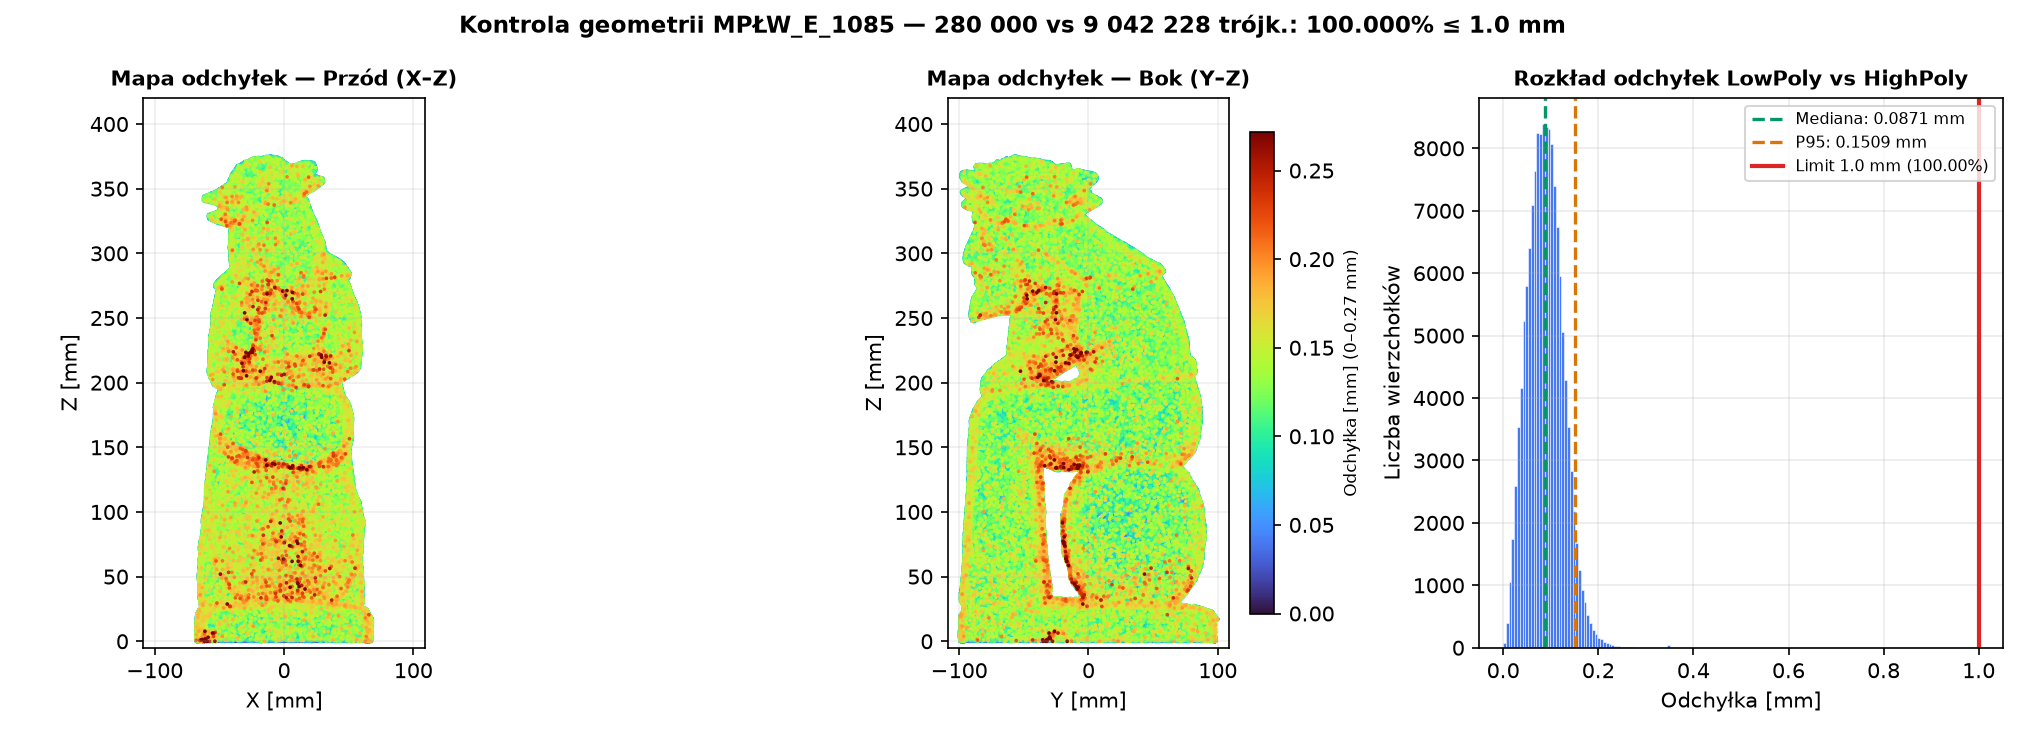 Kontrola geometrii MPŁW_E_1085 — 280 000 vs 9 042 228 trójk.: 100.000% ≤ 1.0 mm
Mapa odchyłek — Przód (X–Z)
400
350
300
250
200
150
100
50
0
Z [mm]
−100 0 100
X [mm]
Mapa odchyłek — Bok (Y–Z)
400
350
300
250
200
150
100
50
0
Z [mm]
−100 0 100
Y [mm]
0.25
0.20
0.15
0.10
0.05
0.00
Odchyłka [mm] (0–0.27 mm)
Rozkład odchyłek LowPoly vs HighPoly
Mediana: 0.0871 mm
P95: 0.1509 mm
Limit 1.0 mm (100.00%)
8000
7000
6000
5000
4000
3000
2000
1000
0
Liczba wierzchołków
0.0 0.2 0.4 0.6 0.8 1.0
Odchyłka [mm]